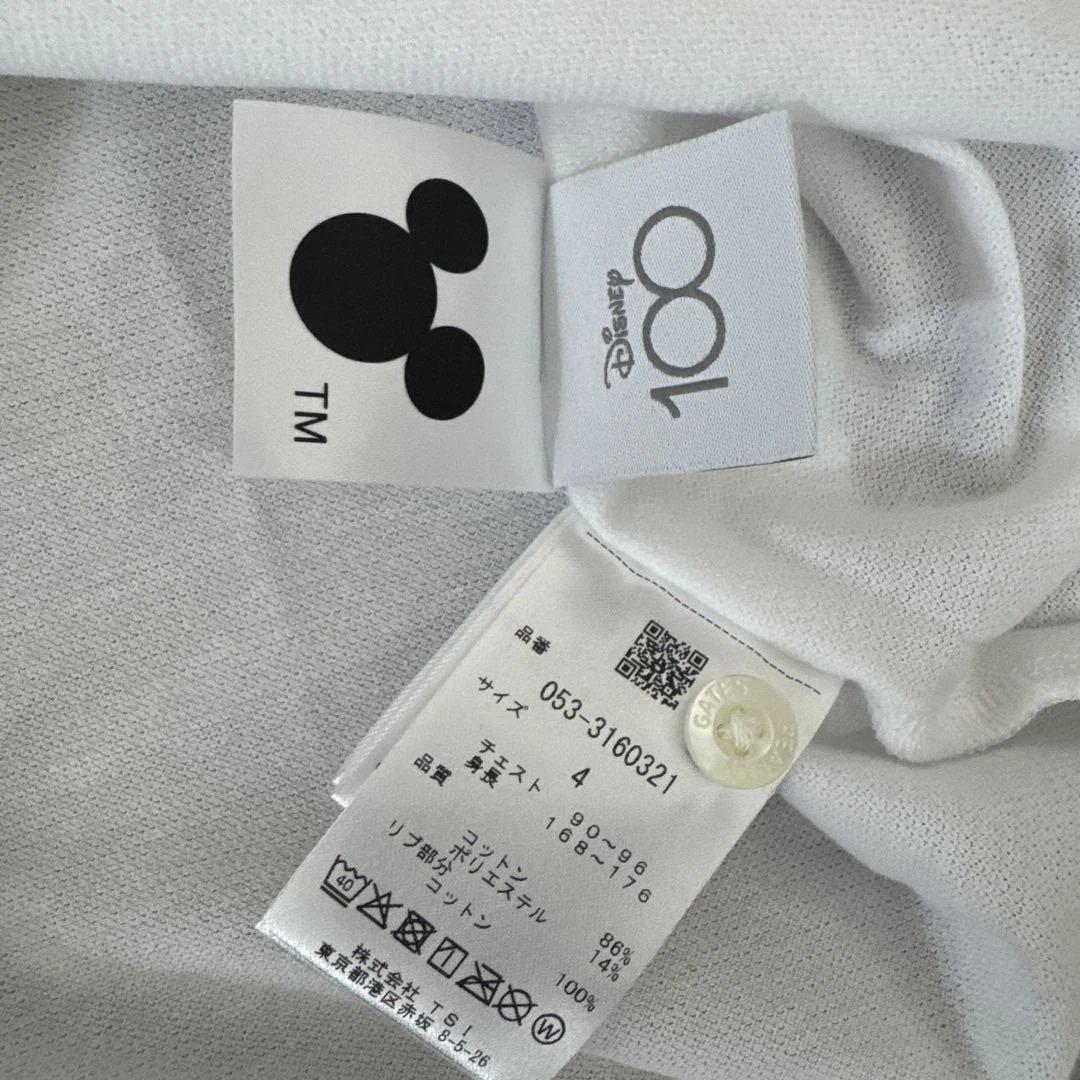 TM
Disney
100
品番
053-3160321
サイズ
4
チェスト 90~96
身長 168~176
品質
コットン 86%
ポリエステル 14%
リブ部分
コットン 100%
40
W
株式会社 TSI
東京都港区赤坂 8-5-26
GATES